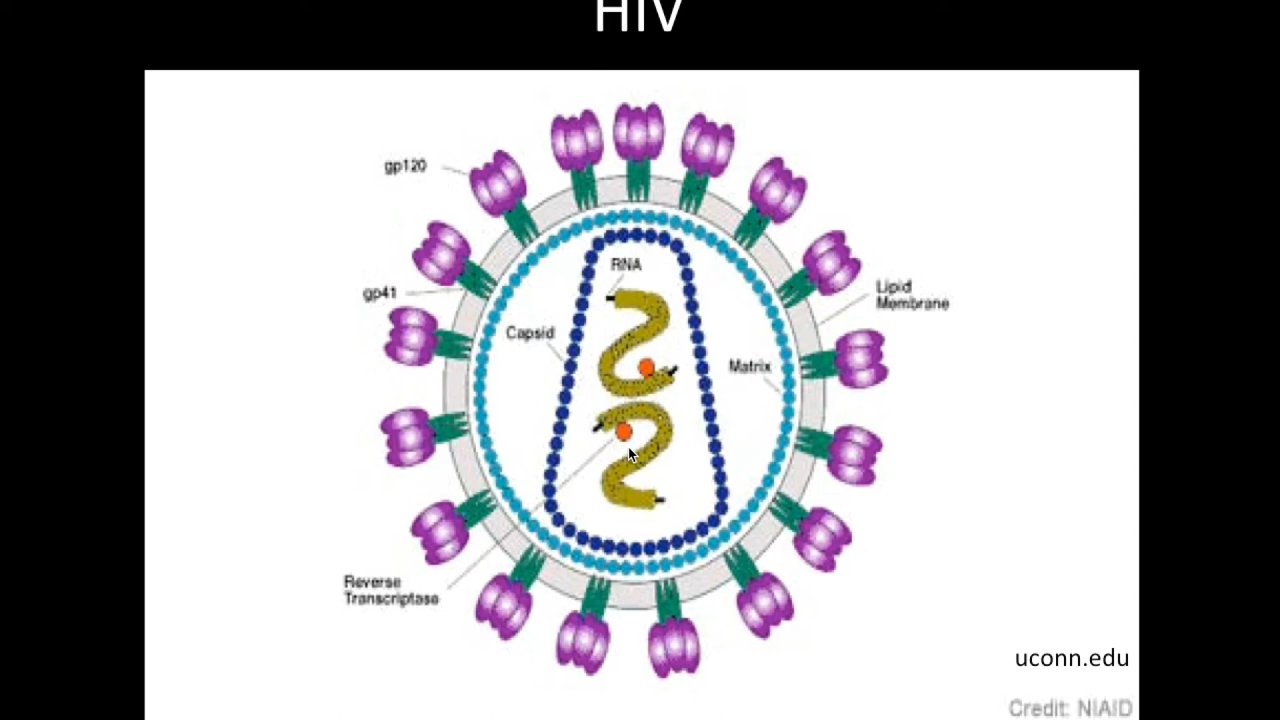 HIV
gp120
RNA
gp41
Lipid
Membrane
Capsid
Matrix
Reverse
Transcriptase
uconn.edu
Credit: NIAID